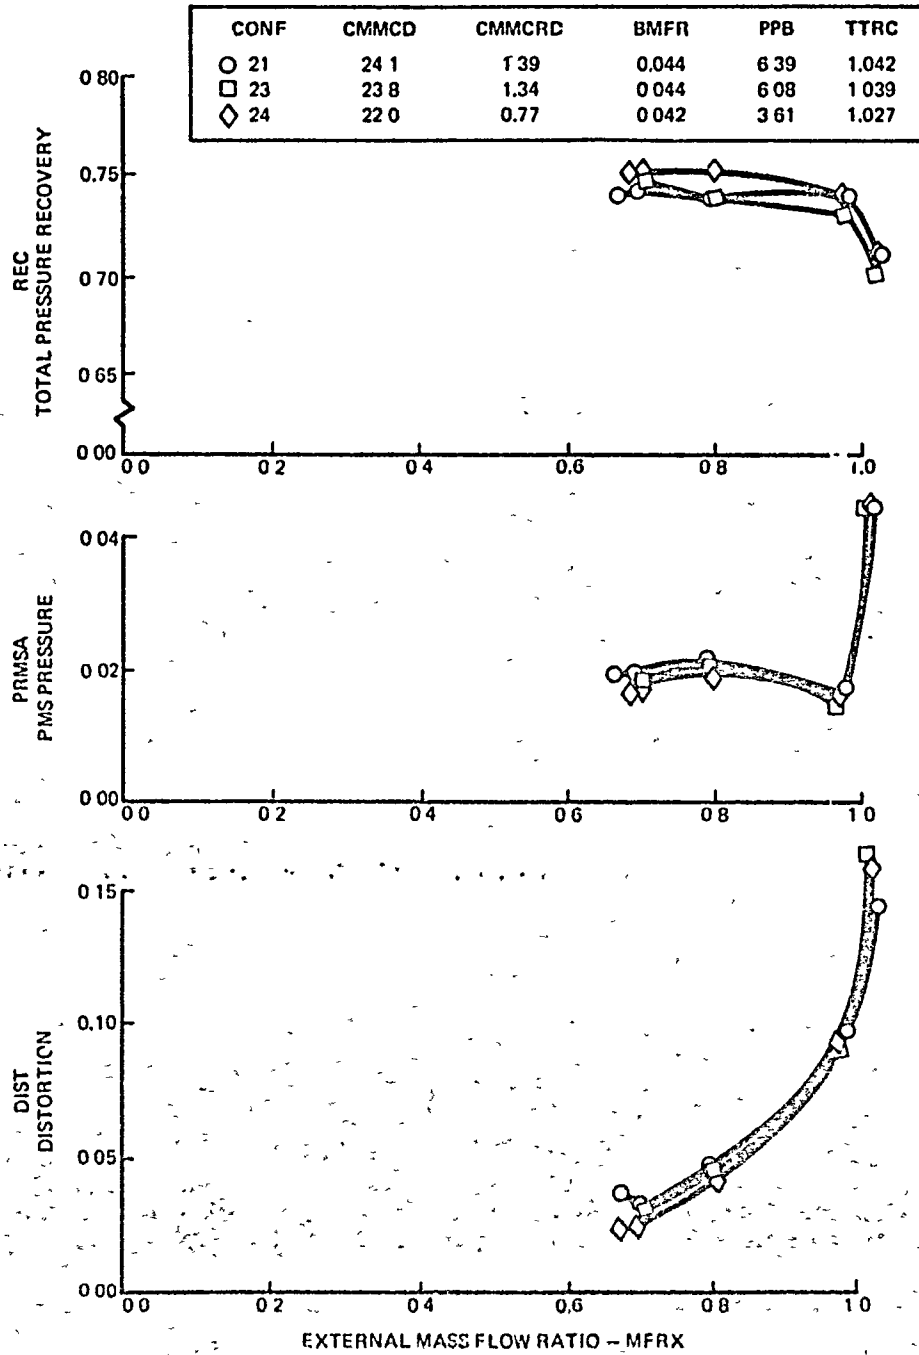 CONF CMMCD CMMCRD BMFR PPB TTRC
21 24 1 1 39 0.044 6 39 1.042
23 23 8 1.34 0 044 6 08 1 039
24 22 0 0.77 0 042 3 61 1.027
REC
TOTAL PRESSURE RECOVERY
0 80
0.75
0 70
0 65
0 00
0 0 0 2 0 4 0.6 0 8 1.0
PRMSA
PMS PRESSURE
0 04
0 02
0 00
0 0 0 2 0 4 0 6 0 8 1 0
DIST
DISTORTION
0.15
0.10
0.05
0 00
0 0 0 2 0 4 0,6 0 8 1 0
EXTERNAL MASS FLOW RATIO – MFRX